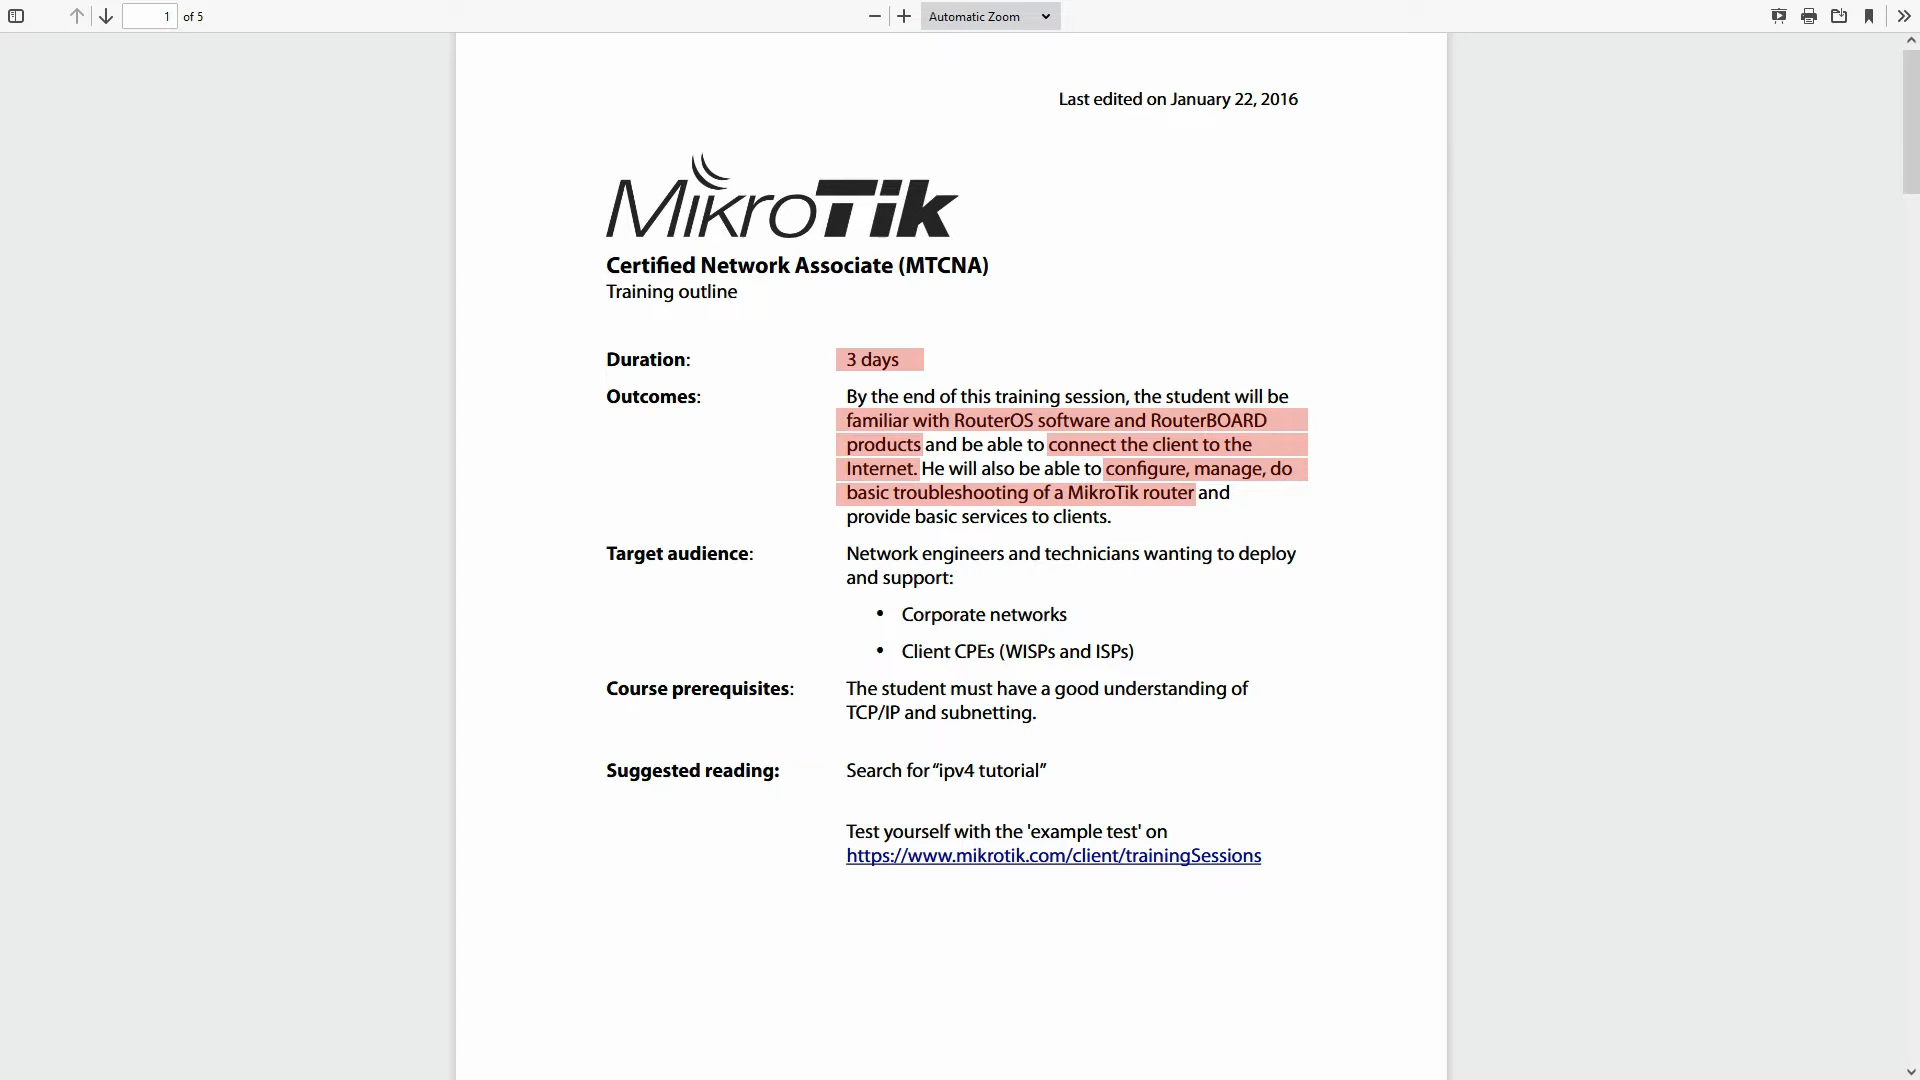 1 of 5
Automatic Zoom
Last edited on January 22, 2016
MikroTik
Certified Network Associate (MTCNA)
Training outline
Duration: 3 days
Outcomes: By the end of this training session, the student will be
familiar with RouterOS software and RouterBOARD
products and be able to connect the client to the
Internet. He will also be able to configure, manage, do
basic troubleshooting of a MikroTik router and
provide basic services to clients.
Target audience: Network engineers and technicians wanting to deploy
and support:
• Corporate networks
• Client CPEs (WISPs and ISPs)
Course prerequisites: The student must have a good understanding of
TCP/IP and subnetting.
Suggested reading: Search for “ipv4 tutorial”
Test yourself with the 'example test' on
https://www.mikrotik.com/client/trainingSessions